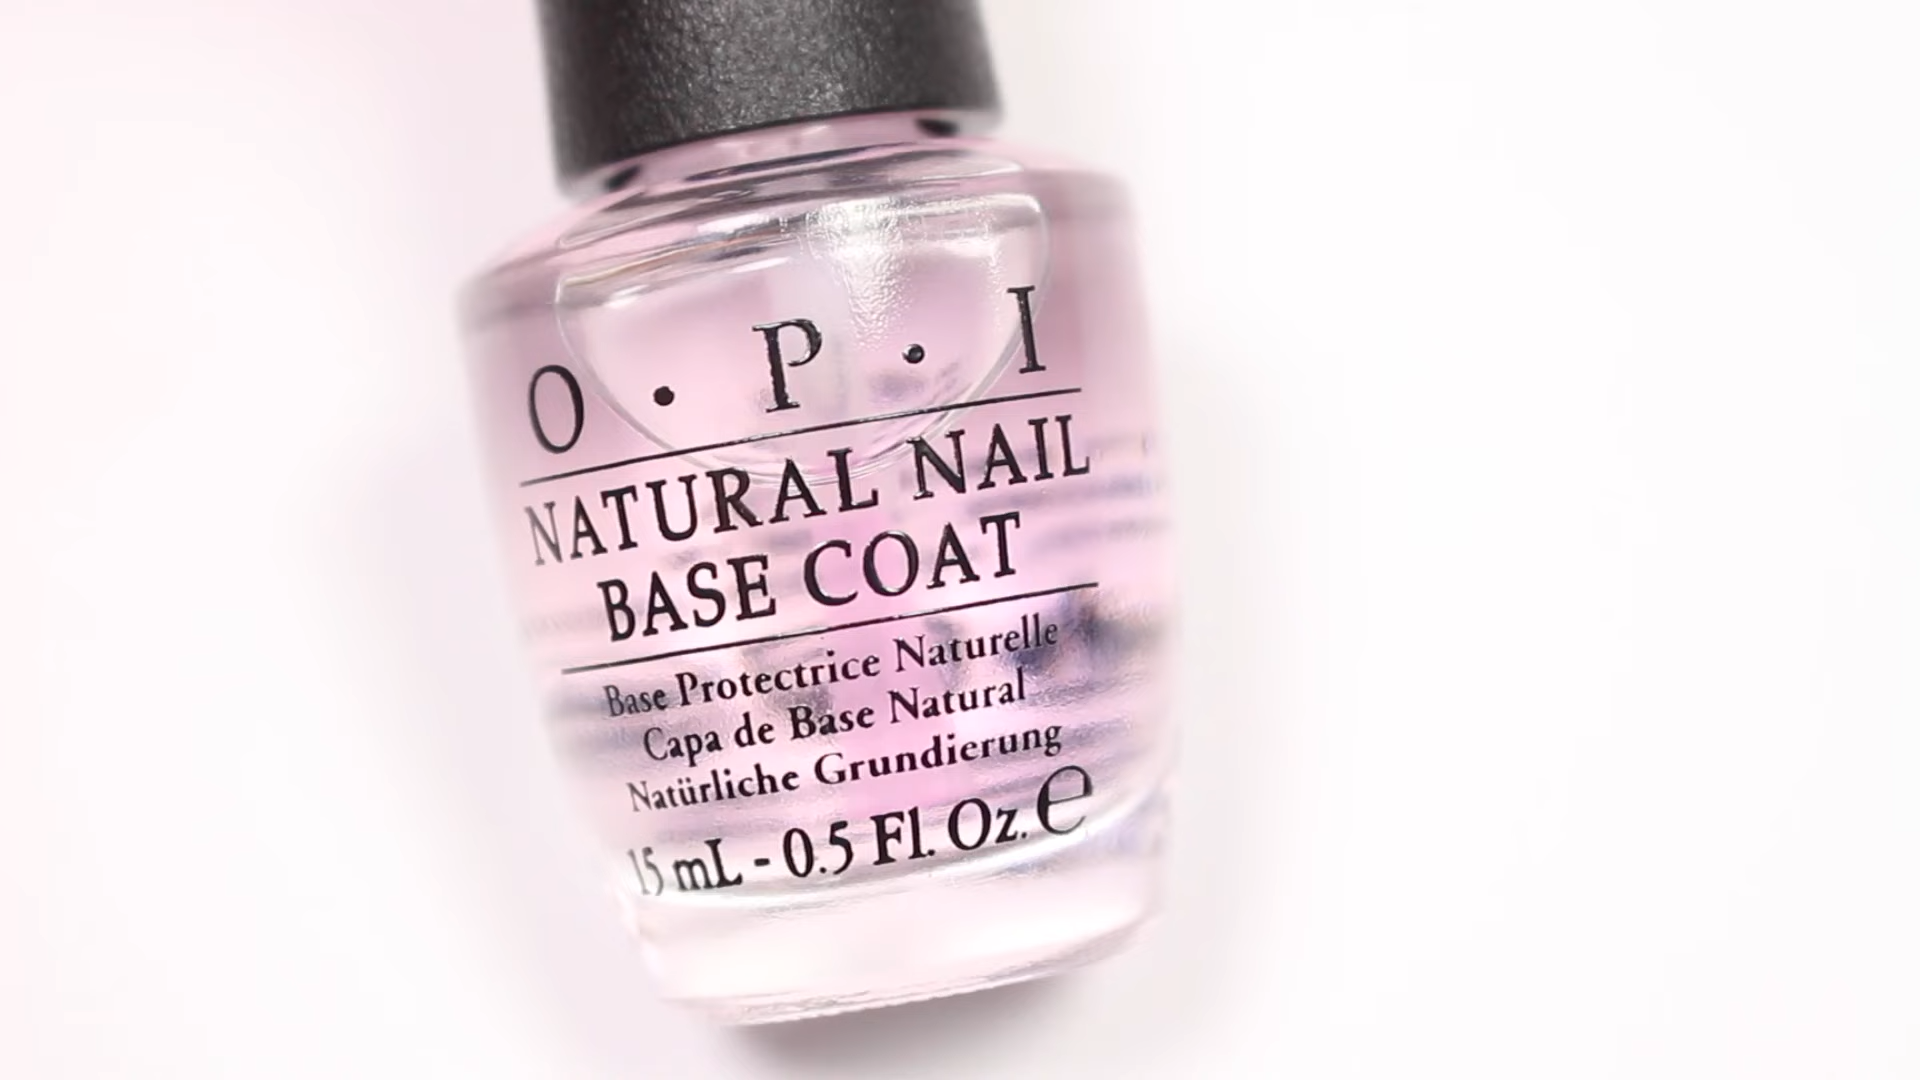 O · P · I
NATURAL NAIL
BASE COAT
Base Protectrice Naturelle
Capa de Base Natural
Natürliche Grundierung
15 mL - 0.5 Fl. Oz. ℮